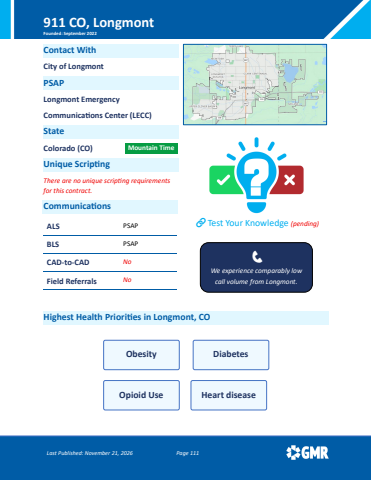 911 CO, Longmont
Founded: September 2022
Contact With
City of Longmont
PSAP
Longmont Emergency
Communications Center (LECC)
State
Colorado (CO)
Mountain Time
Unique Scripting
There are no unique scripting requirements
for this contract.
Communications
ALS PSAP
BLS PSAP
CAD-to-CAD No
Field Referrals No
Longmont
?
Test Your Knowledge (pending)
We experience comparably low
call volume from Longmont.
Highest Health Priorities in Longmont, CO
Obesity
Diabetes
Opioid Use
Heart disease
Last Published: November 21, 2026
Page 111
GMR